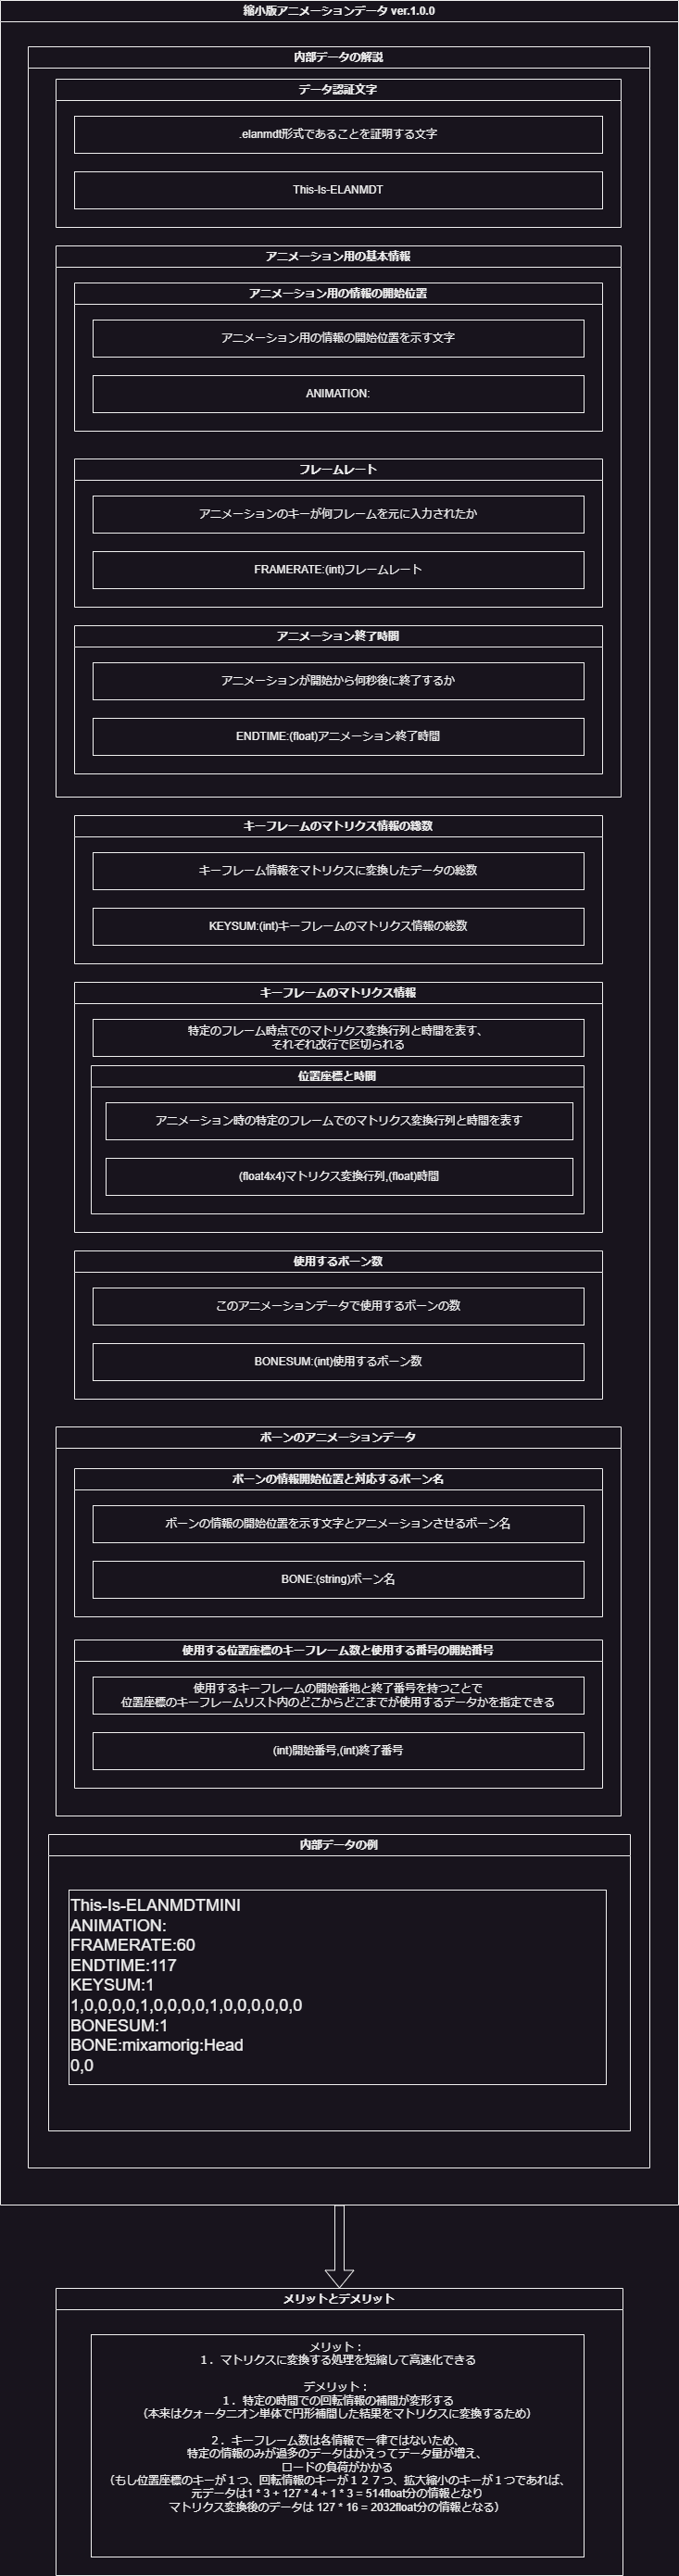 縮小版アニメーションデータ ver.1.0.0
内部データの解説
データ認証文字
.elanmdt形式であることを証明する文字
This-Is-ELANMDT
アニメーション用の基本情報
アニメーション用の情報の開始位置
アニメーション用の情報の開始位置を示す文字
ANIMATION:
フレームレート
アニメーションのキーが何フレームを元に入力されたか
FRAMERATE:(int)フレームレート
アニメーション終了時間
アニメーションが開始から何秒後に終了するか
ENDTIME:(float)アニメーション終了時間
キーフレームのマトリクス情報の総数
キーフレーム情報をマトリクスに変換したデータの総数
KEYSUM:(int)キーフレームのマトリクス情報の総数
キーフレームのマトリクス情報
特定のフレーム時点でのマトリクス変換行列と時間を表す、
それぞれ改行で区切られる
位置座標と時間
アニメーション時の特定のフレームでのマトリクス変換行列と時間を表す
(float4x4)マトリクス変換行列,(float)時間
使用するボーン数
このアニメーションデータで使用するボーンの数
BONESUM:(int)使用するボーン数
ボーンのアニメーションデータ
ボーンの情報開始位置と対応するボーン名
ボーンの情報の開始位置を示す文字とアニメーションさせるボーン名
BONE:(string)ボーン名
使用する位置座標のキーフレーム数と使用する番号の開始番号
使用するキーフレームの開始番地と終了番号を持つことで
位置座標のキーフレームリスト内のどこからどこまでが使用するデータかを指定できる
(int)開始番号,(int)終了番号
内部データの例
This-Is-ELANMDTMINI
ANIMATION:
FRAMERATE:60
ENDTIME:117
KEYSUM:1
1,0,0,0,0,1,0,0,0,0,1,0,0,0,0,0,0
BONESUM:1
BONE:mixamorig:Head
0,0
メリットとデメリット
メリット：
１．マトリクスに変換する処理を短縮して高速化できる
デメリット：
１．特定の時間での回転情報の補間が変形する
（本来はクォータニオン単体で円形補間した結果をマトリクスに変換するため）
２．キーフレーム数は各情報で一律ではないため、
特定の情報のみが過多のデータはかえってデータ量が増え、
ロードの負荷がかかる
（もし位置座標のキーが１つ、回転情報のキーが１２７つ、拡大縮小のキーが１つであれば、
元データは1 * 3 + 127 * 4 + 1 * 3 = 514float分の情報となり
マトリクス変換後のデータは 127 * 16 = 2032float分の情報となる）